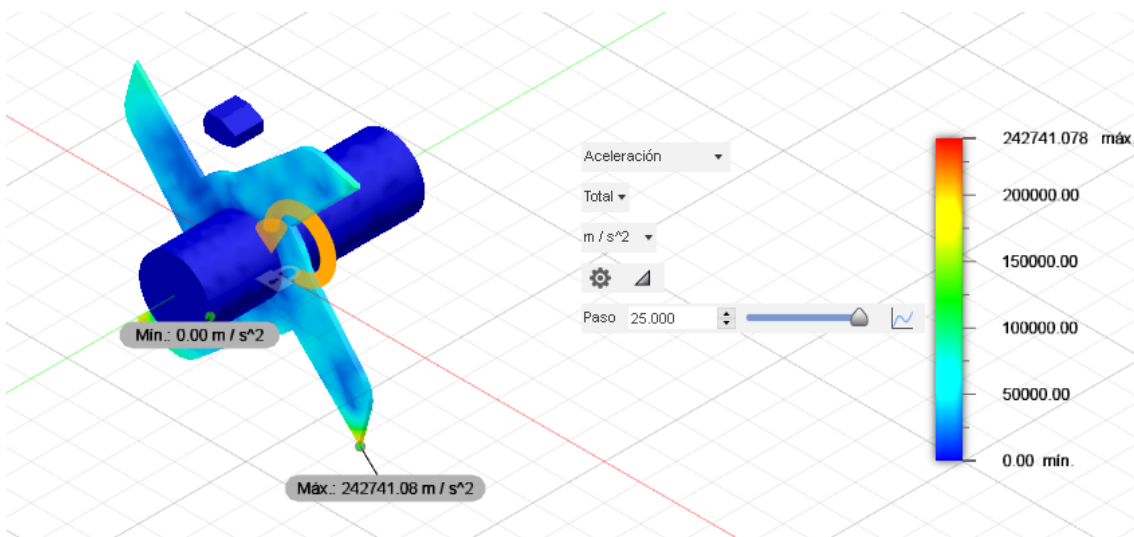 Aceleración
Total
m / s^2
Paso 25.000
242741.078 máx.
200000.00
150000.00
100000.00
50000.00
0.00 mín.
Mín.: 0.00 m / s^2
Máx.: 242741.08 m / s^2